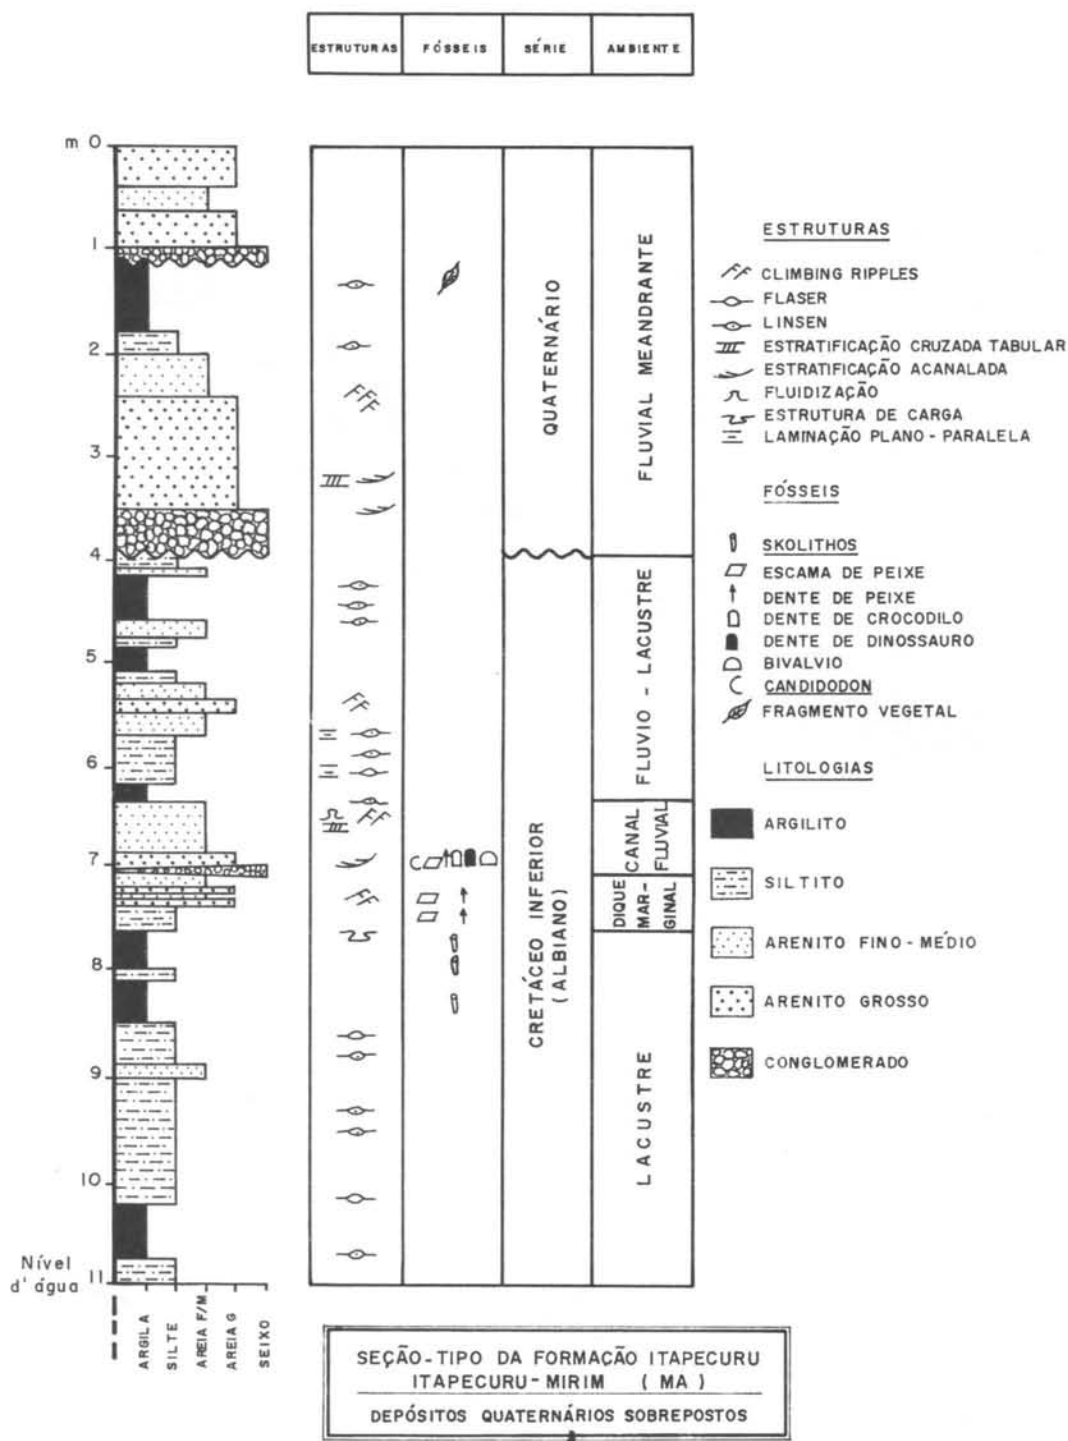 ESTRUTURAS FÓSSEIS SÉRIE AMBIENTE
m 0
1
2
3
4
5
6
7
8
9
10
11
Nível
d'água
ARGILA
SILTE
AREIA F/M
AREIA G
SEIXO
QUATERNÁRIO
CRETÁCEO INFERIOR
(ALBIANO)
FLUVIAL MEANDRANTE
FLUVIO - LACUSTRE
CANAL
FLUVIAL
DIQUE
MAR-
GINAL
LACUSTRE
ESTRUTURAS
CLIMBING RIPPLES
FLASER
LINSEN
ESTRATIFICAÇÃO CRUZADA TABULAR
ESTRATIFICAÇÃO ACANALADA
FLUIDIZAÇÃO
ESTRUTURA DE CARGA
LAMINAÇÃO PLANO - PARALELA
FÓSSEIS
SKOLITHOS
ESCAMA DE PEIXE
DENTE DE PEIXE
DENTE DE CROCODILO
DENTE DE DINOSSAURO
BIVALVIO
CANDIDODON
FRAGMENTO VEGETAL
LITOLOGIAS
ARGILITO
SILTITO
ARENITO FINO - MÉDIO
ARENITO GROSSO
CONGLOMERADO
SEÇÃO-TIPO DA FORMAÇÃO ITAPECURU
ITAPECURU-MIRIM ( MA )
DEPÓSITOS QUATERNÁRIOS SOBREPOSTOS